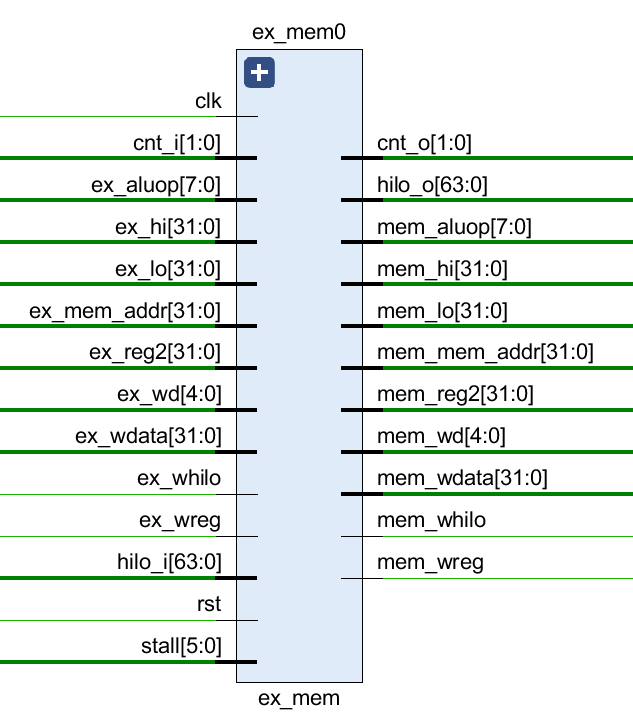 ex_mem0
clk
cnt_i[1:0] cnt_o[1:0]
ex_aluop[7:0] hilo_o[63:0]
ex_hi[31:0] mem_aluop[7:0]
ex_lo[31:0] mem_hi[31:0]
ex_mem_addr[31:0] mem_lo[31:0]
ex_reg2[31:0] mem_mem_addr[31:0]
ex_wd[4:0] mem_reg2[31:0]
ex_wdata[31:0] mem_wd[4:0]
ex_whilo mem_wdata[31:0]
ex_wreg mem_whilo
hilo_i[63:0] mem_wreg
rst
stall[5:0]
ex_mem